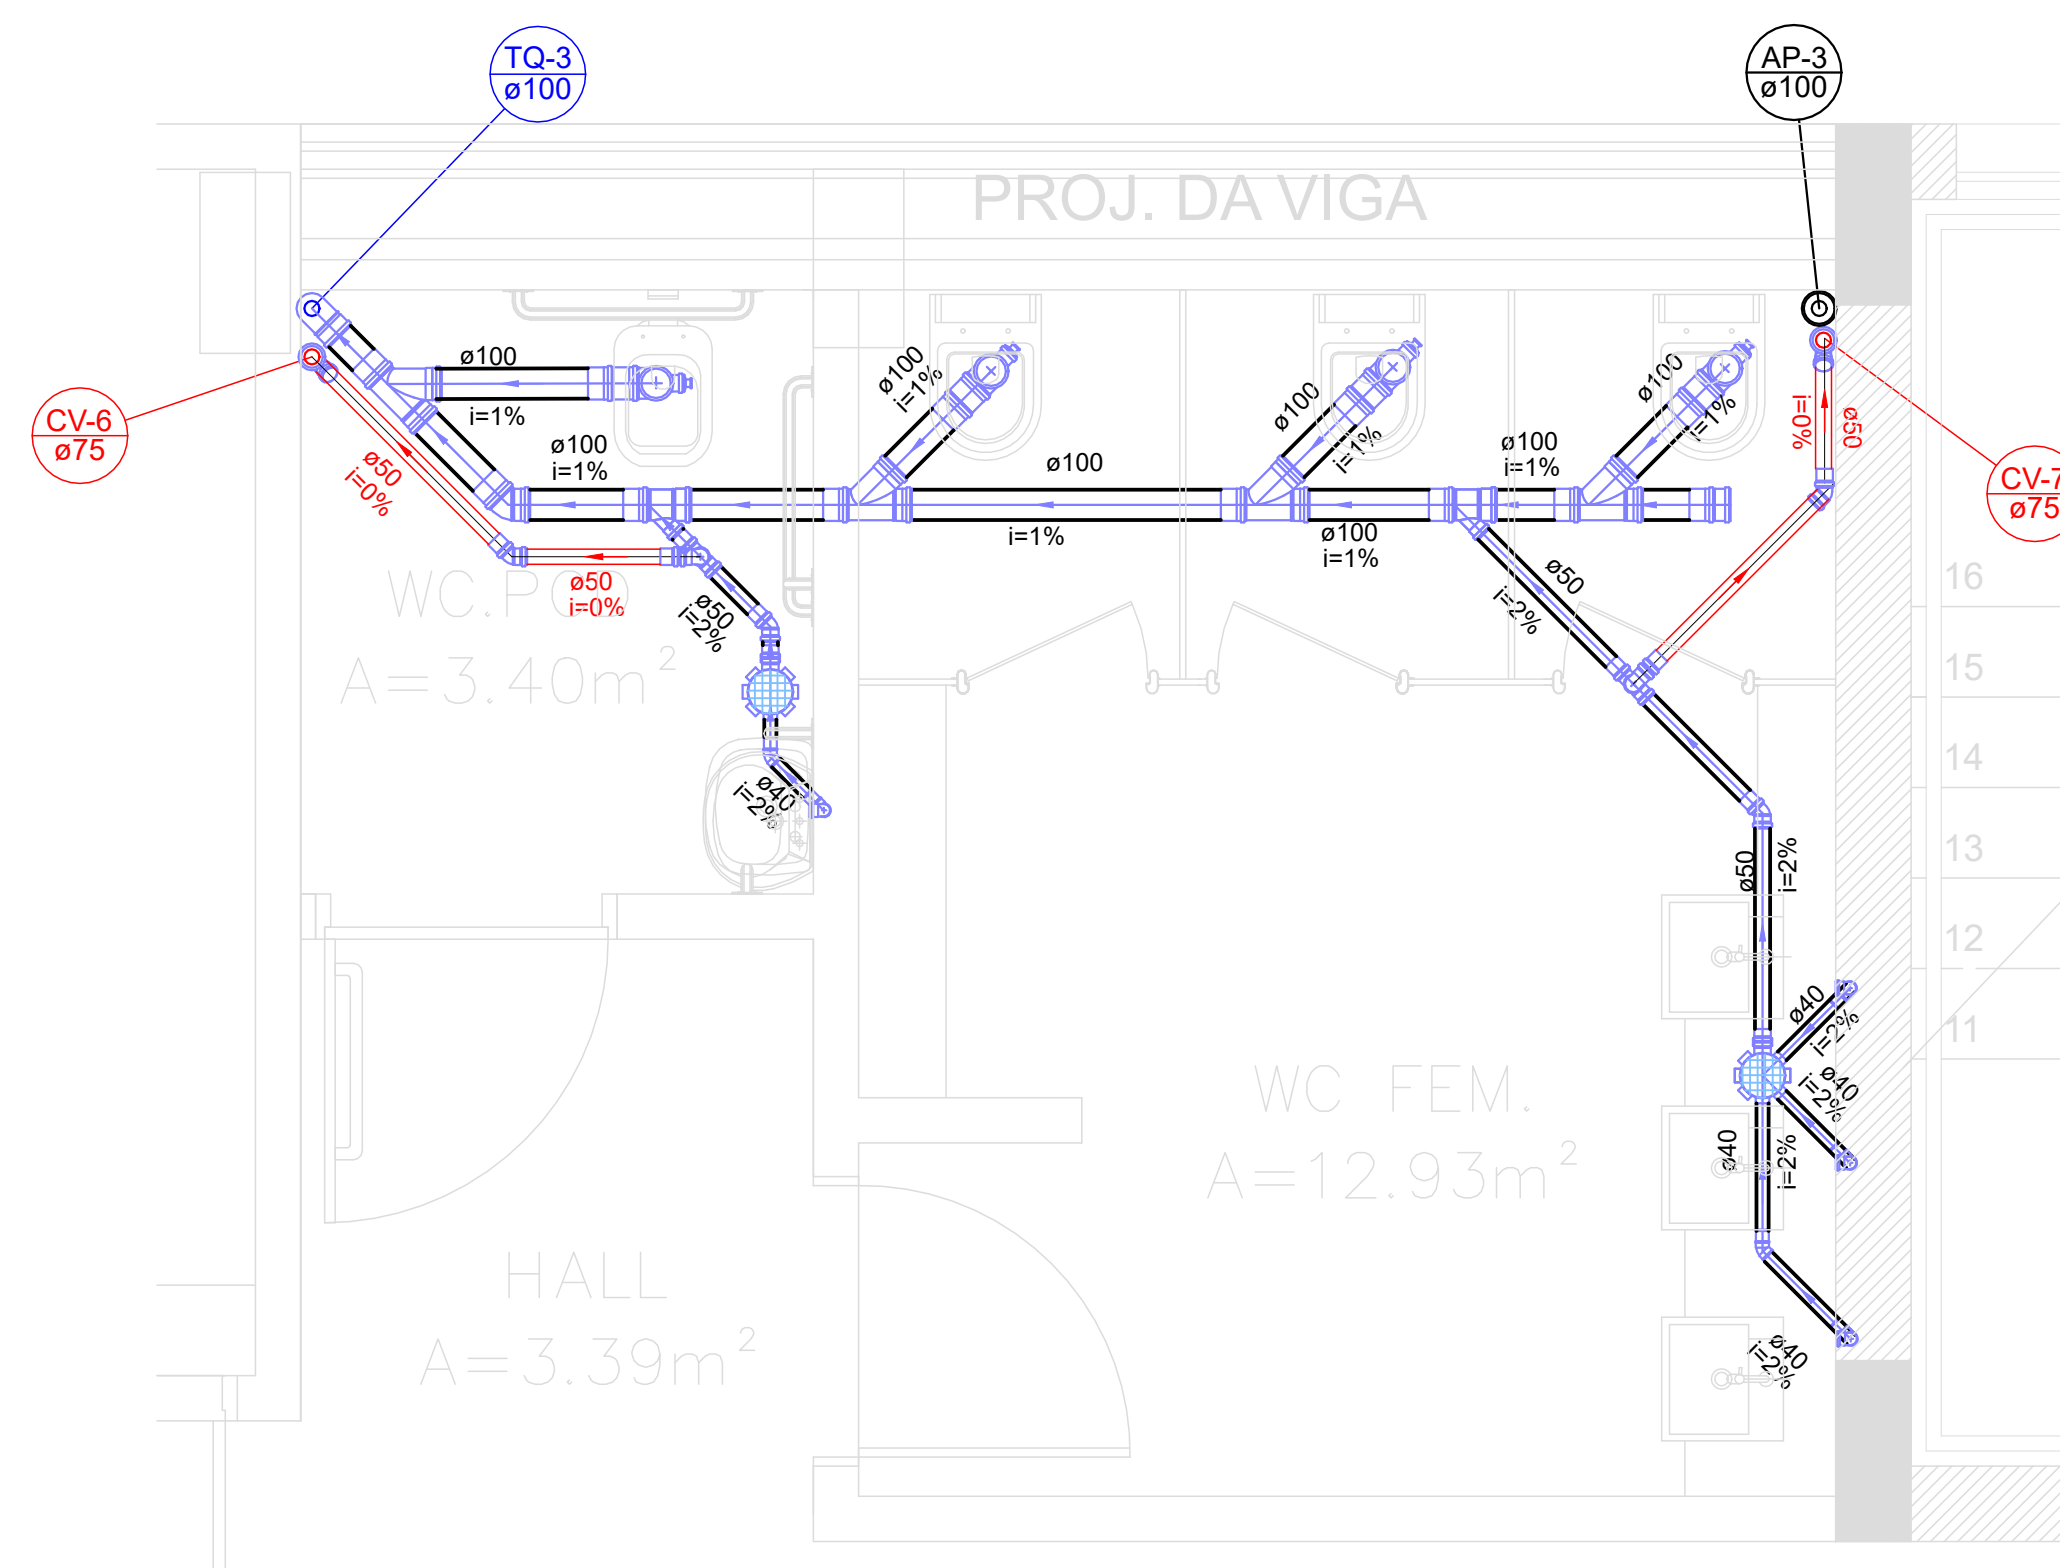 TQ-3
ø100
AP-3
ø100
PROJ. DA VIGA
CV-6
ø75
CV-7
ø75
ø100
i=1%
ø100
i=1%
ø100
i=1%
ø100
i=1%
ø100
i=1%
ø100
i=1%
ø100
i=1%
ø100
i=1%
ø50
i=0%
ø50
i=0%
ø50
i=0%
ø50
i=2%
ø50
i=2%
WC.PCD
A=3.40m²
ø40
i=2%
ø50
i=2%
ø40
i=2%
ø40
i=2%
ø40
i=2%
ø40
i=2%
WC FEM.
A=12.93m²
HALL
A=3.39m²
16
15
14
13
12
11